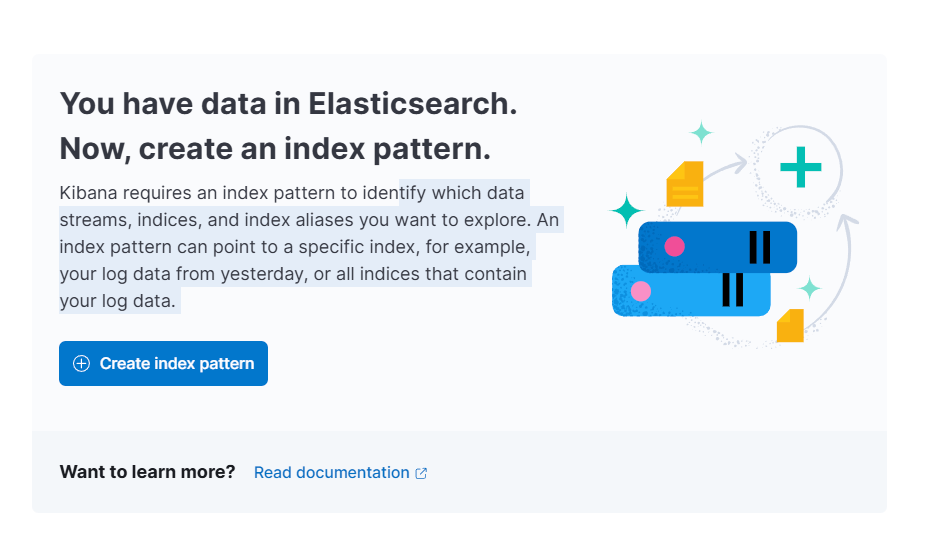 You have data in Elasticsearch.
Now, create an index pattern.
Kibana requires an index pattern to identify which data
streams, indices, and index aliases you want to explore. An
index pattern can point to a specific index, for example,
your log data from yesterday, or all indices that contain
your log data.
Create index pattern
Want to learn more? Read documentation